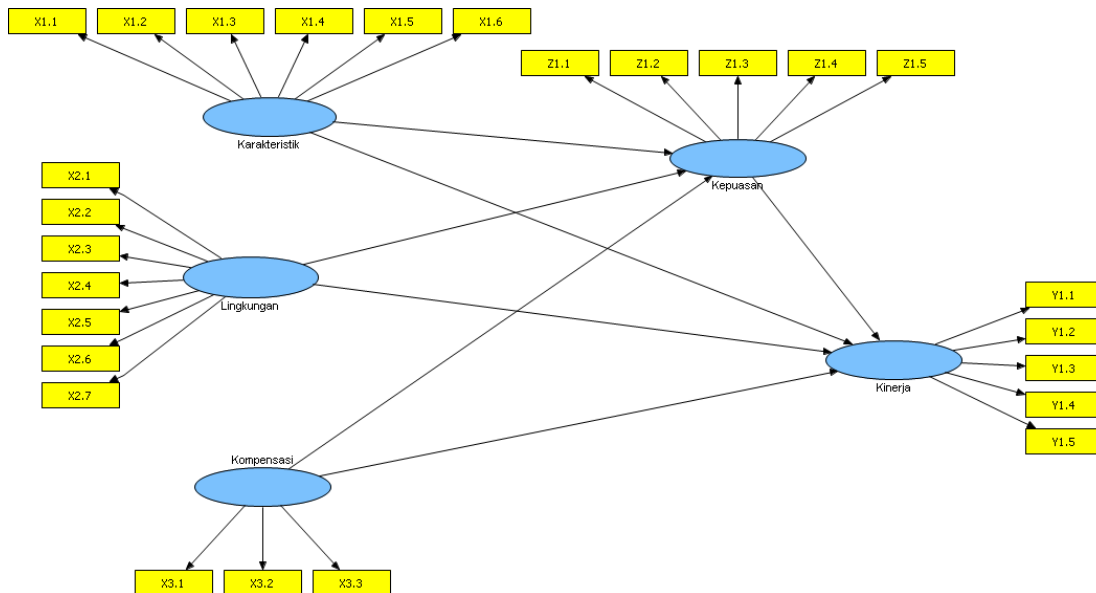 X1.1
X1.2
X1.3
X1.4
X1.5
X1.6
Z1.1
Z1.2
Z1.3
Z1.4
Z1.5
Karakteristik
Kepuasan
X2.1
X2.2
X2.3
X2.4
X2.5
X2.6
X2.7
Lingkungan
Y1.1
Y1.2
Y1.3
Y1.4
Y1.5
Kinerja
Kompensasi
X3.1
X3.2
X3.3